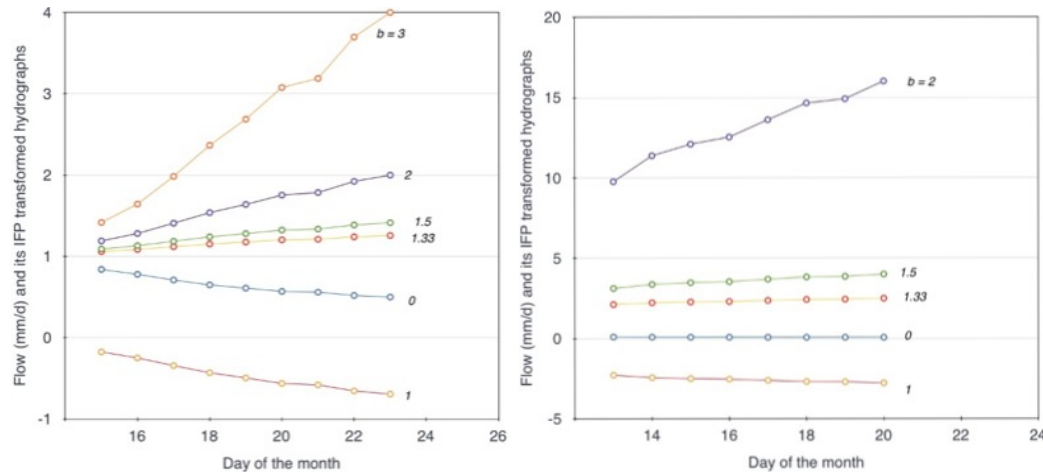 4
3
2
1
0
-1
Flow (mm/d) and its IFP transformed hydrographs
b = 3
2
1.5
1.33
0
1
16 18 20 22 24 26
Day of the month
20
15
10
5
0
-5
Flow (mm/d) and its IFP transformed hydrographs
b = 2
1.5
1.33
0
1
14 16 18 20 22 24
Day of the month